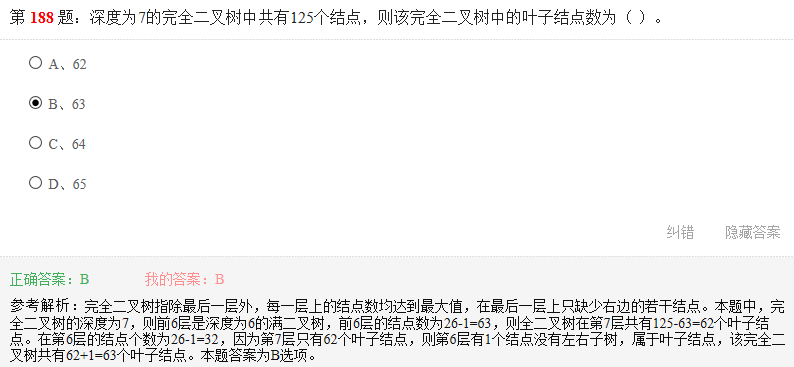 第 188 题：深度为7的完全二叉树中共有125个结点，则该完全二叉树中的叶子结点数为（ ）。
A、62
B、63
C、64
D、65
纠错 隐藏答案
正确答案：B 我的答案：B
参考解析：完全二叉树指除最后一层外，每一层上的结点数均达到最大值，在最后一层上只缺少右边的若干结点。本题中，完
全二叉树的深度为7，则前6层是深度为6的满二叉树，前6层的结点数为26-1=63，则全二叉树在第7层共有125-63=62个叶子结
点。在第6层的结点个数为26-1=32，因为第7层只有62个叶子结点，则第6层有1个结点没有左右子树，属于叶子结点，该完全二
叉树共有62+1=63个叶子结点。本题答案为B选项。